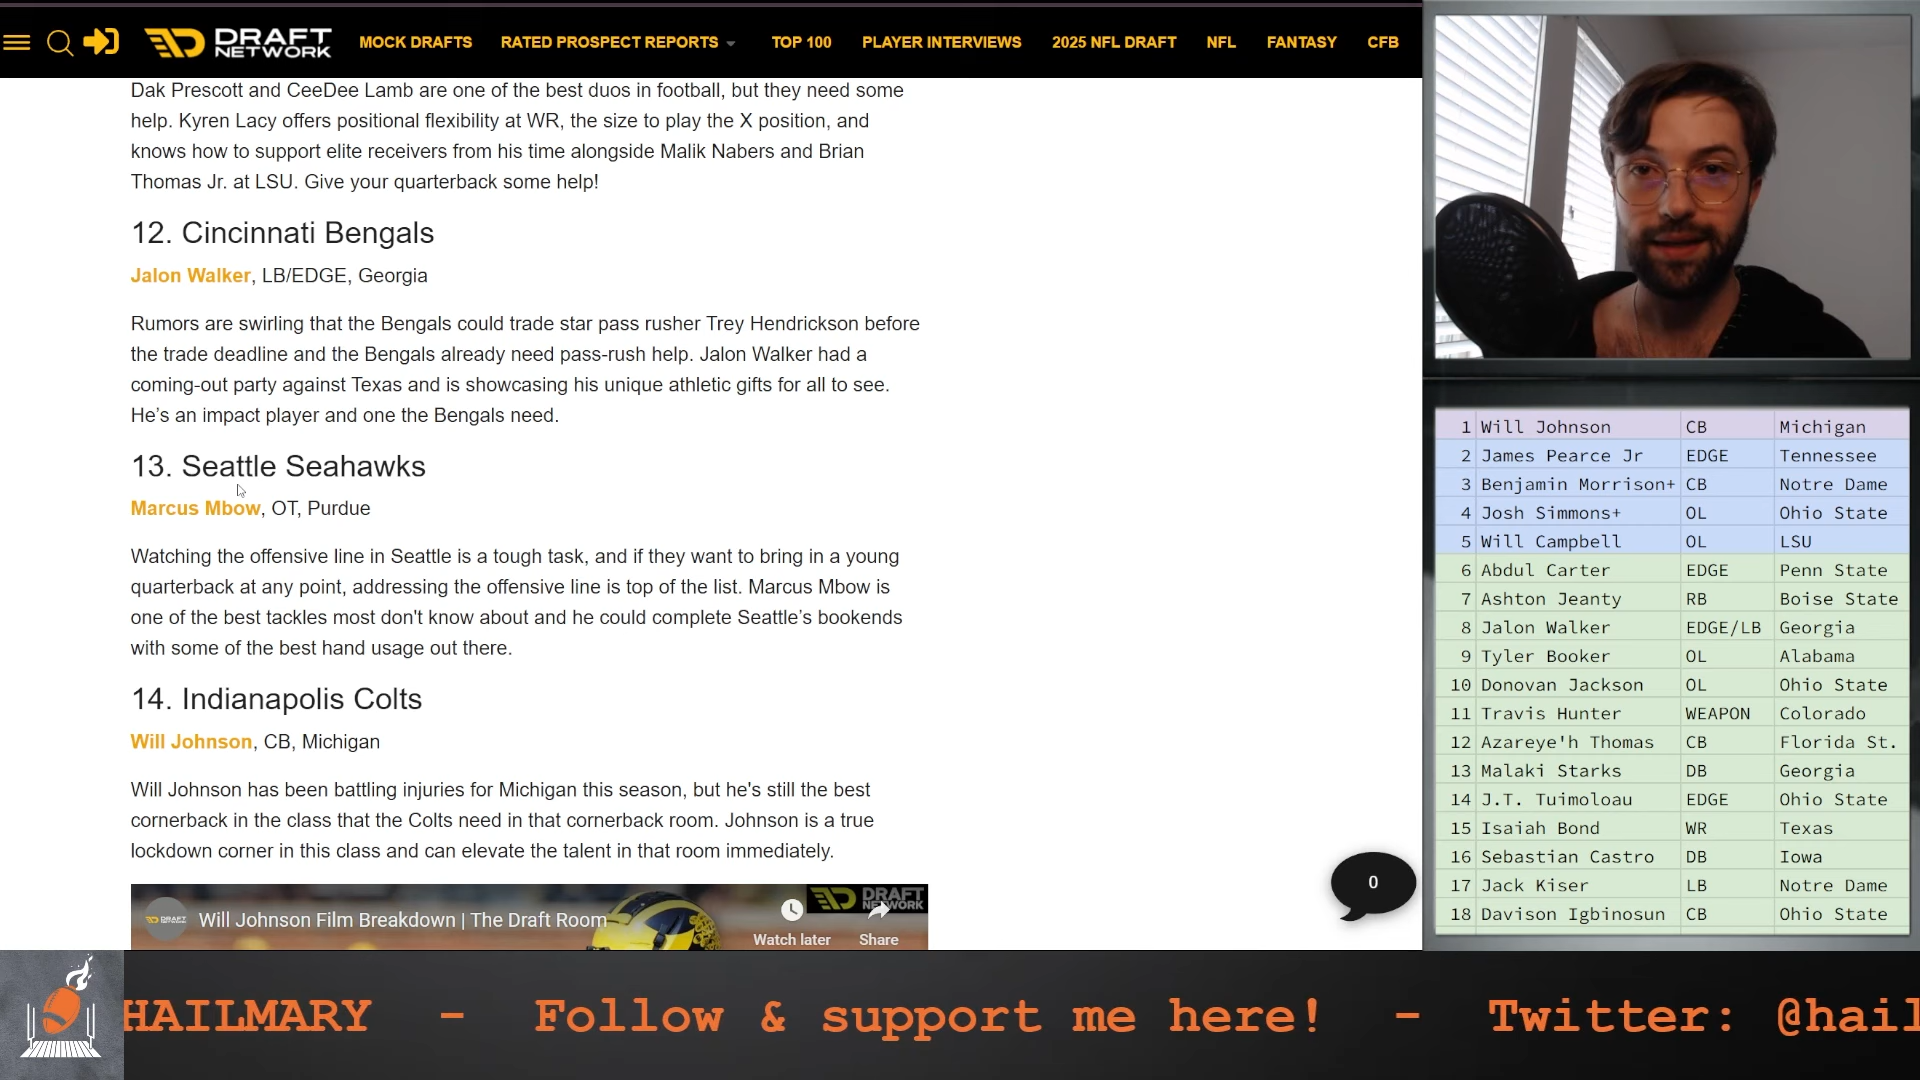 DRAFT
NETWORK
MOCK DRAFTS
RATED PROSPECT REPORTS
TOP 100
PLAYER INTERVIEWS
2025 NFL DRAFT
NFL
FANTASY
CFB
Dak Prescott and CeeDee Lamb are one of the best duos in football, but they need some
help. Kyren Lacy offers positional flexibility at WR, the size to play the X position, and
knows how to support elite receivers from his time alongside Malik Nabers and Brian
Thomas Jr. at LSU. Give your quarterback some help!
12. Cincinnati Bengals
Jalon Walker, LB/EDGE, Georgia
Rumors are swirling that the Bengals could trade star pass rusher Trey Hendrickson before
the trade deadline and the Bengals already need pass-rush help. Jalon Walker had a
coming-out party against Texas and is showcasing his unique athletic gifts for all to see.
He’s an impact player and one the Bengals need.
13. Seattle Seahawks
Marcus Mbow, OT, Purdue
Watching the offensive line in Seattle is a tough task, and if they want to bring in a young
quarterback at any point, addressing the offensive line is top of the list. Marcus Mbow is
one of the best tackles most don't know about and he could complete Seattle’s bookends
with some of the best hand usage out there.
14. Indianapolis Colts
Will Johnson, CB, Michigan
Will Johnson has been battling injuries for Michigan this season, but he's still the best
cornerback in the class that the Colts need in that cornerback room. Johnson is a true
lockdown corner in this class and can elevate the talent in that room immediately.
DRAFT
Will Johnson Film Breakdown | The Draft Room
Watch later
Share
DRAFT
NETWORK
0
1 Will Johnson CB Michigan
2 James Pearce Jr EDGE Tennessee
3 Benjamin Morrison+ CB Notre Dame
4 Josh Simmons+ OL Ohio State
5 Will Campbell OL LSU
6 Abdul Carter EDGE Penn State
7 Ashton Jeanty RB Boise State
8 Jalon Walker EDGE/LB Georgia
9 Tyler Booker OL Alabama
10 Donovan Jackson OL Ohio State
11 Travis Hunter WEAPON Colorado
12 Azareye'h Thomas CB Florida St.
13 Malaki Starks DB Georgia
14 J.T. Tuimoloau EDGE Ohio State
15 Isaiah Bond WR Texas
16 Sebastian Castro DB Iowa
17 Jack Kiser LB Notre Dame
18 Davison Igbinosun CB Ohio State
HAILMARY - Follow & support me here! - Twitter: @hail